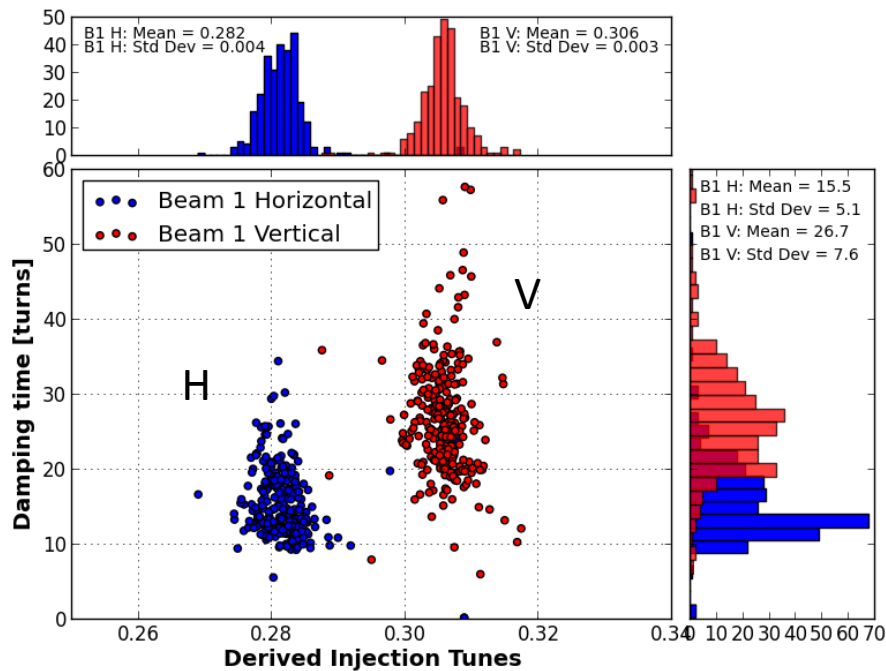 50
B1 H: Mean = 0.282
B1 V: Mean = 0.306
B1 H: Std Dev = 0.004
B1 V: Std Dev = 0.003
40
30
20
10
0
60
Beam 1 Horizontal
B1 H: Mean = 15.5
Beam 1 Vertical
B1 H: Std Dev = 5.1
B1 V: Mean = 26.7
50
B1 V: Std Dev = 7.6
V
40
H
30
20
10
0
Damping time [turns]
0.26 0.28 0.30 0.32 0.34
0 10 20 30 40 50 60 70
Derived Injection Tunes